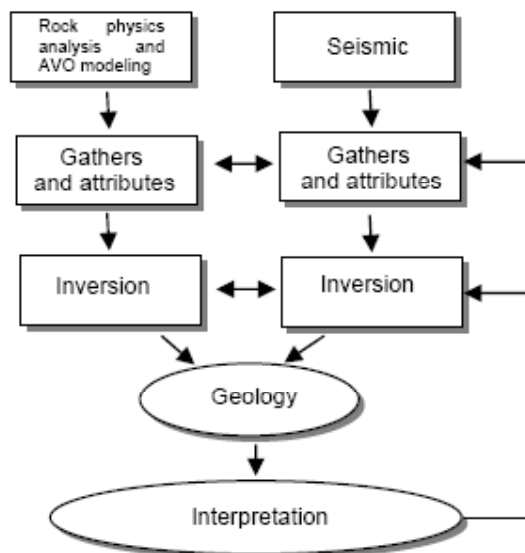 Rock physics
analysis and
AVO modeling
Seismic
Gathers
and attributes
Gathers
and attributes
Inversion
Inversion
Geology
Interpretation